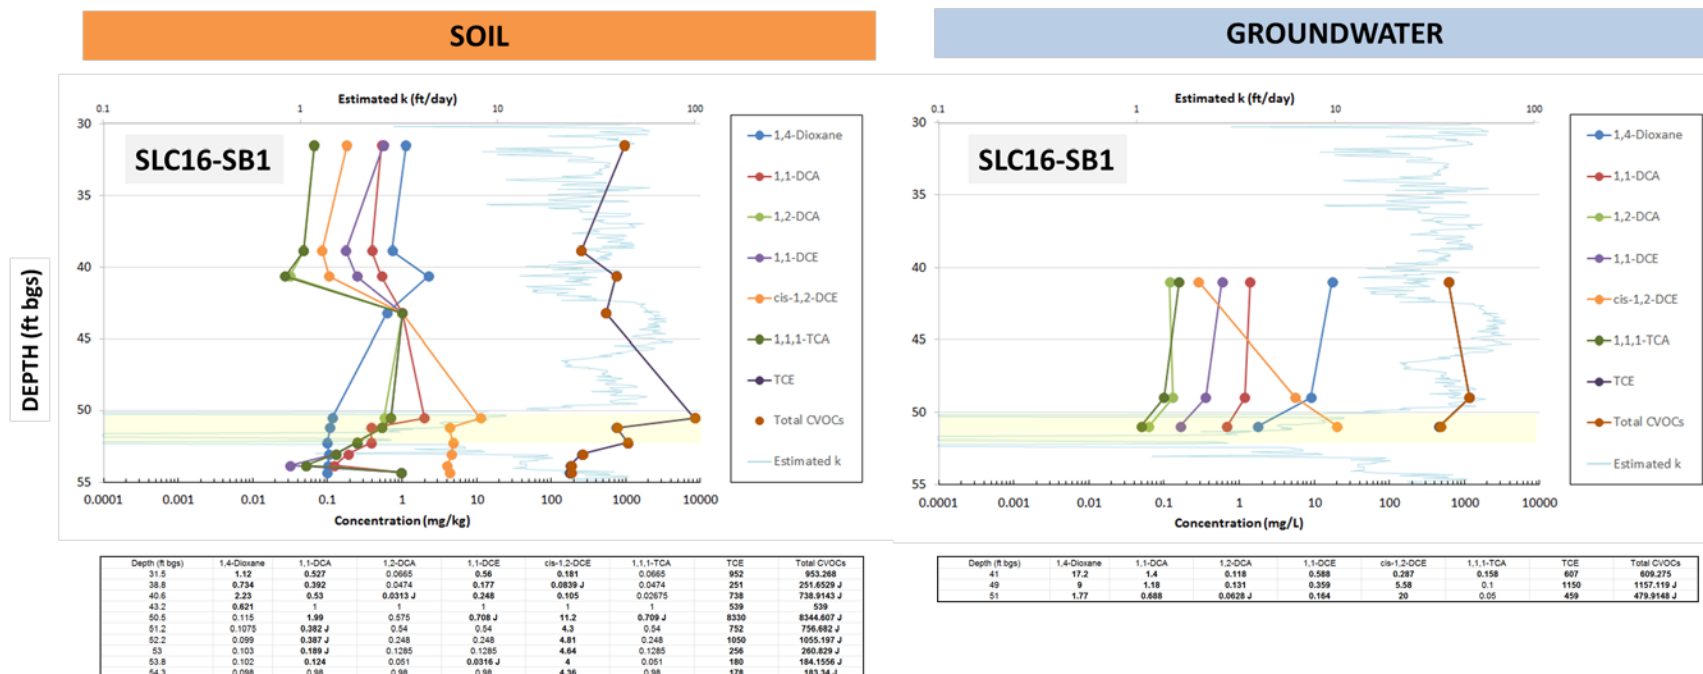 SOIL
GROUNDWATER
Estimated k (ft/day)
0.1 1 10 100
SLC16-SB1
DEPTH (ft bgs)
30
35
40
45
50
55
0.0001 0.001 0.01 0.1 1 10 100 1000 10000
Concentration (mg/kg)
1,4-Dioxane
1,1-DCA
1,2-DCA
1,1-DCE
cis-1,2-DCE
1,1,1-TCA
TCE
Total CVOCs
Estimated k
Estimated k (ft/day)
0.1 1 10 100
SLC16-SB1
30
35
40
45
50
55
0.0001 0.001 0.01 0.1 1 10 100 1000 10000
Concentration (mg/L)
1,4-Dioxane
1,1-DCA
1,2-DCA
1,1-DCE
cis-1,2-DCE
1,1,1-TCA
TCE
Total CVOCs
Estimated k
Depth (ft bgs) 1,4-Dioxane 1,1-DCA 1,2-DCA 1,1-DCE cis-1,2-DCE 1,1,1-TCA TCE Total CVOCs
31.5 1.12 0.527 0.0665 0.56 0.181 0.0665 952 953.268
38.8 0.734 0.392 0.0474 0.177 0.0839 J 0.0474 251 251.6529 J
40.6 2.23 0.53 0.0313 J 0.248 0.105 0.02675 738 738.9143 J
43.2 0.621 1 1 1 1 1 539 539
50.5 0.115 1.99 0.575 0.708 J 11.2 0.709 J 8330 8344.607 J
51.2 0.1075 0.382 J 0.54 0.54 4.3 0.54 752 756.682 J
52.2 0.099 0.387 J 0.248 0.248 4.81 0.248 1050 1055.197 J
53 0.103 0.189 J 0.1285 0.1285 4.64 0.1285 256 260.829 J
53.8 0.102 0.124 0.051 0.0316 J 4 0.051 180 184.1556 J
54.3 0.098 0.98 0.98 0.98 4.36 0.98 178 183.34 J
Depth (ft bgs) 1,4-Dioxane 1,1-DCA 1,2-DCA 1,1-DCE cis-1,2-DCE 1,1,1-TCA TCE Total CVOCs
41 17.2 1.4 0.118 0.588 0.287 0.158 607 609.275
49 9 1.18 0.131 0.359 5.58 0.1 1150 1157.119 J
51 1.77 0.688 0.0628 J 0.164 20 0.05 459 479.9148 J